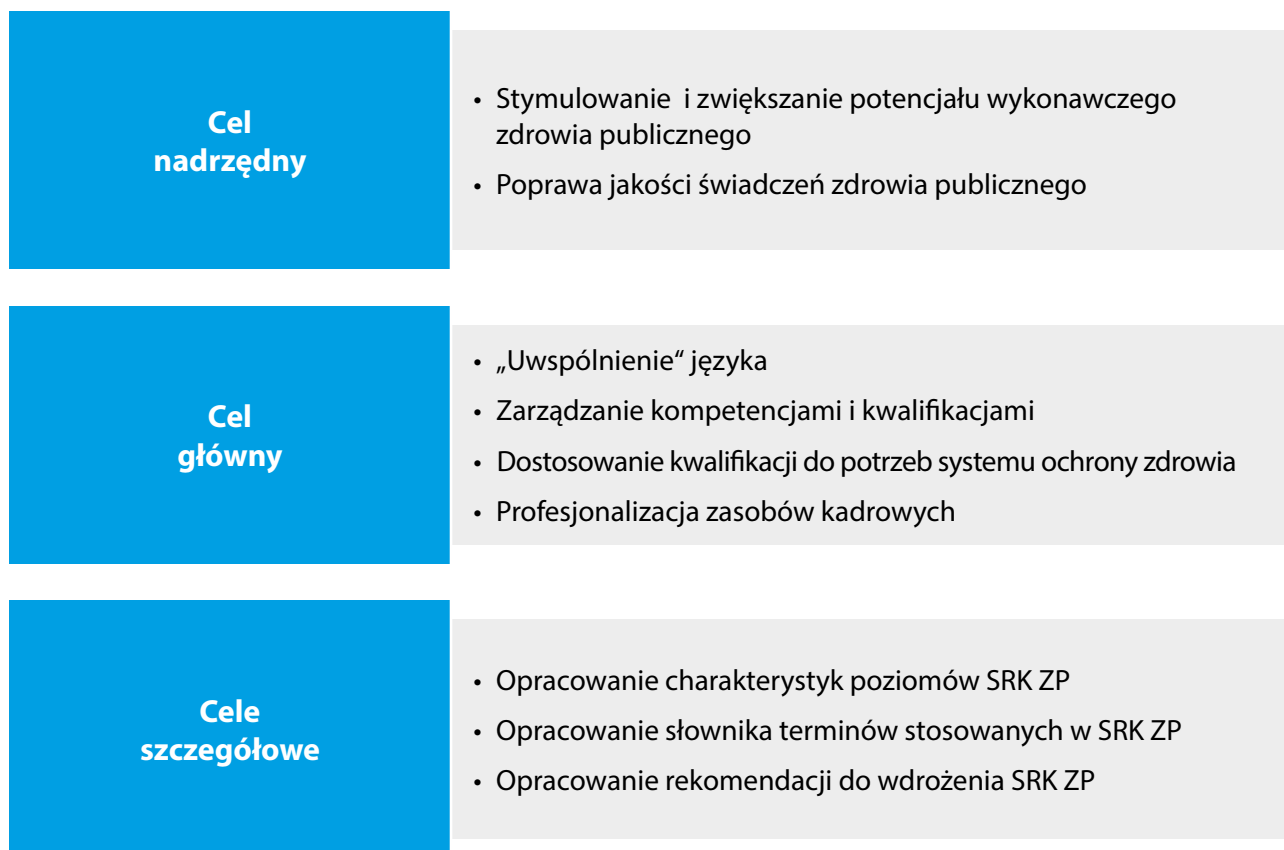 Cel
nadrzędny
• Stymulowanie i zwiększanie potencjału wykonawczego
zdrowia publicznego
• Poprawa jakości świadczeń zdrowia publicznego
Cel
główny
• „Uwspólnienie“ języka
• Zarządzanie kompetencjami i kwalifikacjami
• Dostosowanie kwalifikacji do potrzeb systemu ochrony zdrowia
• Profesjonalizacja zasobów kadrowych
Cele
szczegółowe
• Opracowanie charakterystyk poziomów SRK ZP
• Opracowanie słownika terminów stosowanych w SRK ZP
• Opracowanie rekomendacji do wdrożenia SRK ZP